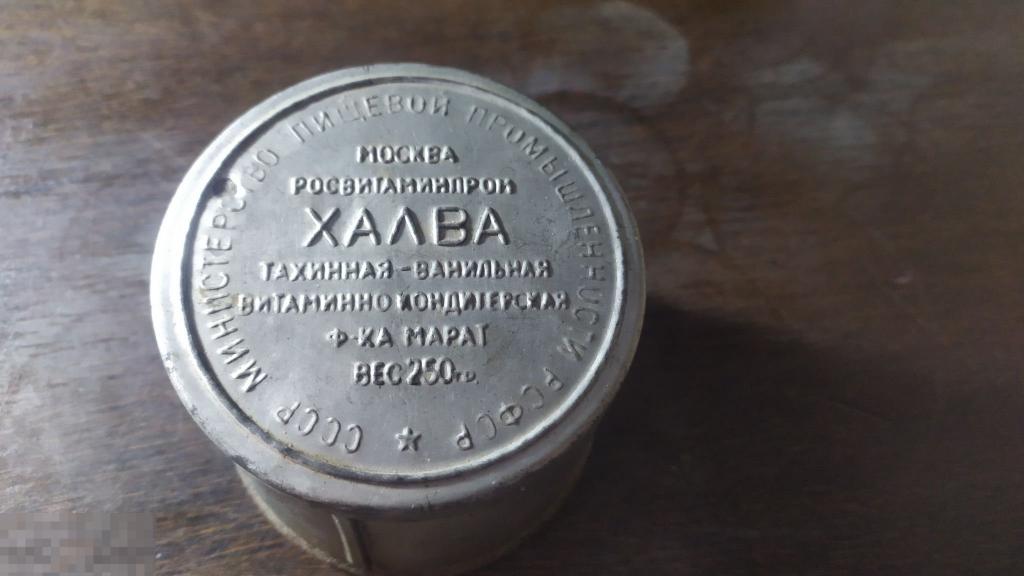 СССР МИНИСТЕРСТВО ПИЩЕВОЙ ПРОМЫШЛЕННОСТИ РСФСР
МОСКВА
РОСВИТАМИНПРОМ
ХАЛВА
ТАХИННАЯ-ВАНИЛЬНАЯ
ВИТАМИННО КОНДИТЕРСКАЯ
Ф-КА МАРАТ
ВЕС 250 гр.